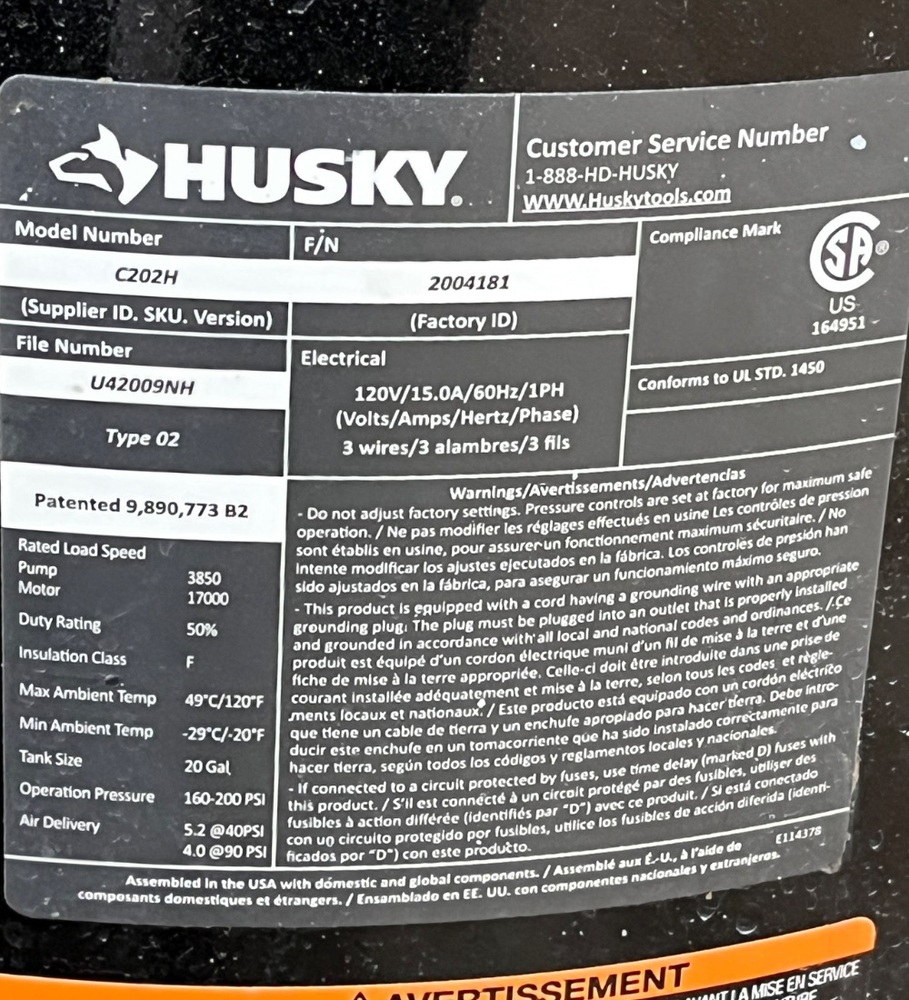 HUSKY®
Customer Service Number
1-888-HD-HUSKY
WWW.Huskytools.com
Model Number
C202H
(Supplier ID. SKU. Version)
F/N
2004181
(Factory ID)
Compliance Mark
SA®
US
164951
File Number
U42009NH
Type 02
Electrical
120V/15.0A/60Hz/1PH
(Volts/Amps/Hertz/Phase)
3 wires/3 alambres/3 fils
Conforms to UL STD. 1450
Patented 9,890,773 B2
Rated Load Speed
Pump 3850
Motor 17000
Duty Rating 50%
Insulation Class F
Max Ambient Temp 49°C/120°F
Min Ambient Temp -29°C/-20°F
Tank Size 20 Gal
Operation Pressure 160-200 PSI
Air Delivery 5.2 @40PSI
4.0 @90 PSI
Warnings/Avertissements/Advertencias
- Do not adjust factory settings. Pressure controls are set at factory for maximum safe
operation. / Ne pas modifier les réglages effectués en usine Les contrôles de pression
sont établis en usine, pour assurer un fonctionnement maximum sécuritaire. / No
intente modificar los ajustes ejecutados en la fábrica. Los controles de presión han
sido ajustados en la fábrica, para asegurar un funcionamiento máximo seguro.
- This product is equipped with a cord having a grounding wire with an appropriate
grounding plug. The plug must be plugged into an outlet that is properly installed
and grounded in accordance with all local and national codes and ordinances. / Ce
produit est équipé d'un cordon électrique muni d'un fil de mise à la terre et d'une
fiche de mise à la terre appropriée. Celle-ci doit être introduite dans une prise de
courant installée adéquatement et mise à la terre, selon tous les codes et règle-
ments locaux et nationaux. / Este producto está equipado con un cordón eléctrico
que tiene un cable de tierra y un enchufe apropiado para hacer tierra. Debe intro-
ducir este enchufe en un tomacorriente que ha sido instalado correctamente para
hacer tierra, según todos los códigos y reglamentos locales y nacionales.
- If connected to a circuit protected by fuses, use time delay (marked D) fuses with
this product. / S'il est connecté à un circoit protégé par des fusibles, utiliser des
fusibles à action différée (identifiés par "D") avec ce produit. / Si está conectado
con un circuito protegido por fusibles, utilice los fusibles de acción diferida (identi-
ficados por "D") con este producto.
E114378
Assembled in the USA with domestic and global components. / Assemblé aux É.-U., à l'aide de
composants domestiques et étrangers. / Ensamblado en EE. UU. con componentes nacionales y extranjeros.
AVERTISSEMENT
LA MISE EN SERVICE